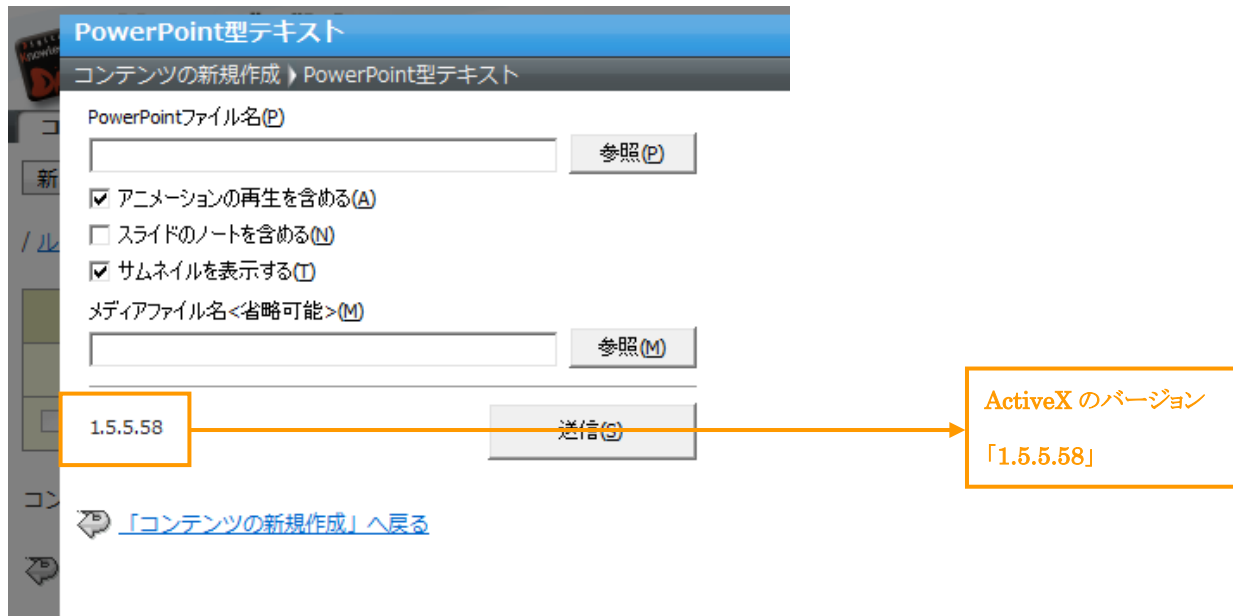 PowerPoint型テキスト
コンテンツの新規作成 ) PowerPoint型テキスト
PowerPointファイル名(P)
参照(P)
アニメーションの再生を含める(A)
スライドのノートを含める(N)
サムネイルを表示する(T)
メディアファイル名<省略可能>(M)
参照(M)
1.5.5.58
送信(S)
ActiveX のバージョン
「1.5.5.58」
「コンテンツの新規作成」へ戻る
コ
新
/ ル
コン